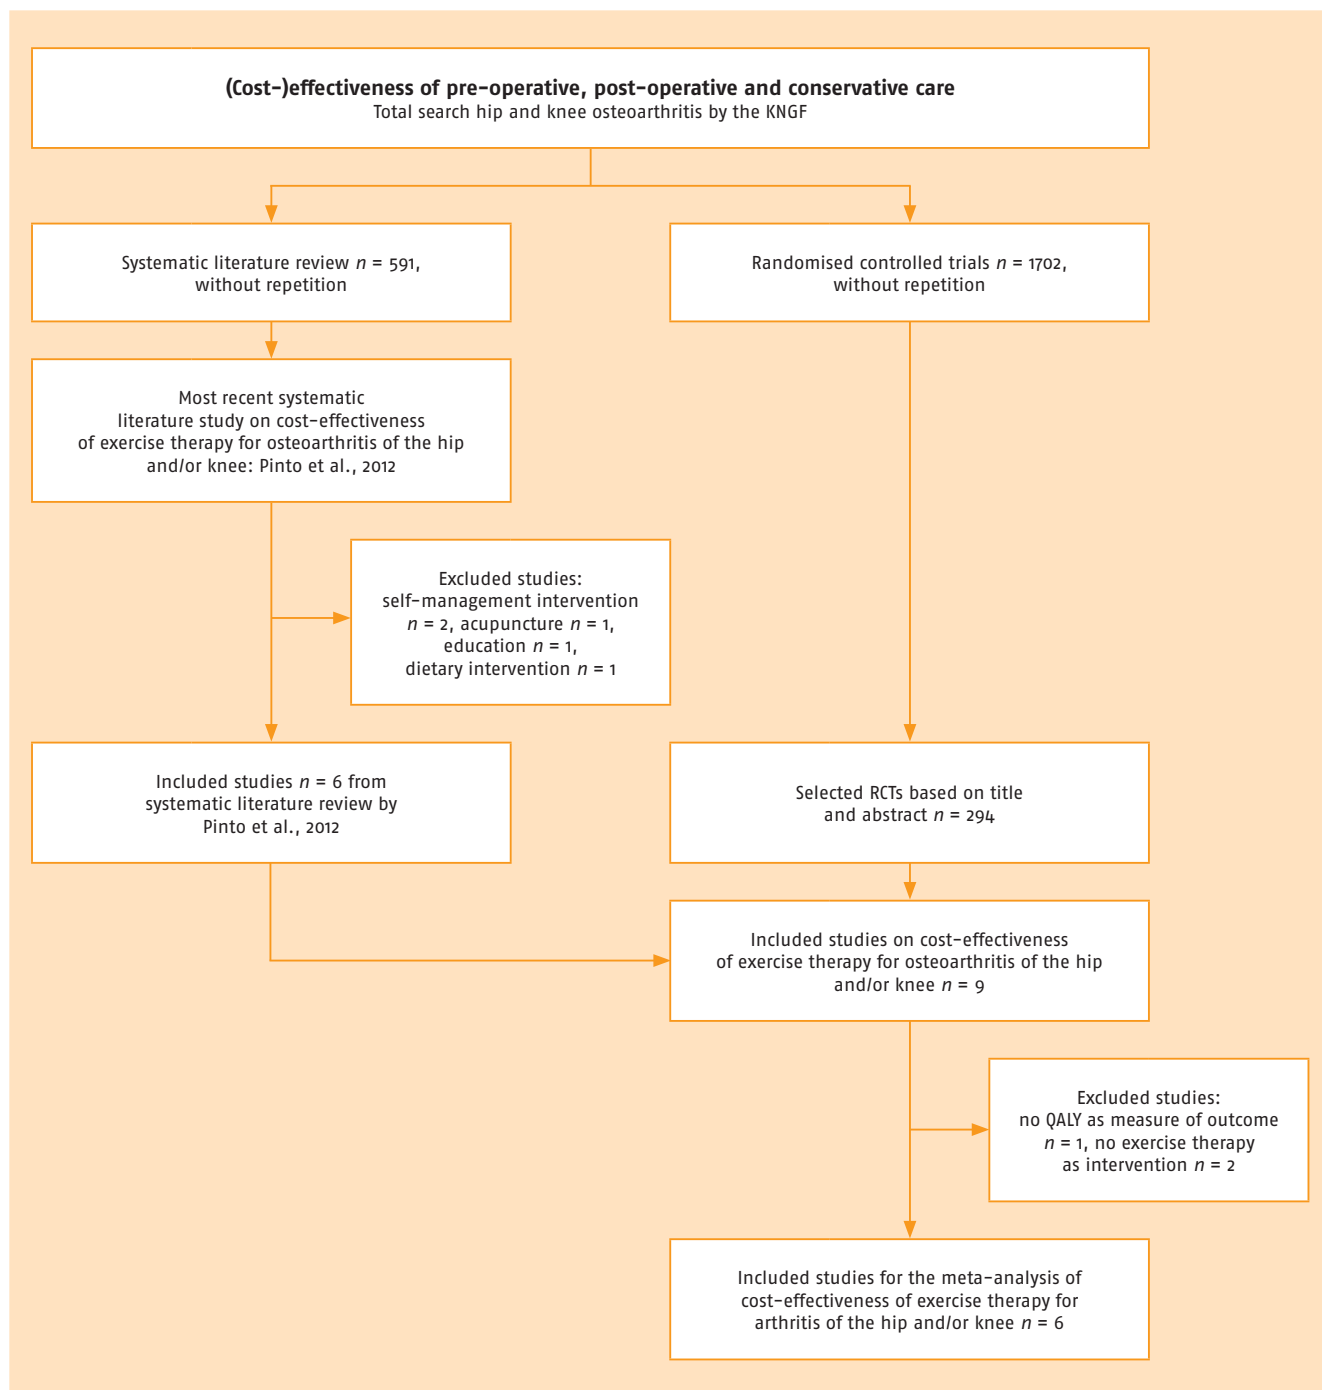 (Cost-)effectiveness of pre-operative, post-operative and conservative care
Total search hip and knee osteoarthritis by the KNGF
Systematic literature review n = 591,
without repetition
Randomised controlled trials n = 1702,
without repetition
Most recent systematic
literature study on cost-effectiveness
of exercise therapy for osteoarthritis of the hip
and/or knee: Pinto et al., 2012
Excluded studies:
self-management intervention
n = 2, acupuncture n = 1,
education n = 1,
dietary intervention n = 1
Included studies n = 6 from
systematic literature review by
Pinto et al., 2012
Selected RCTs based on title
and abstract n = 294
Included studies on cost-effectiveness
of exercise therapy for osteoarthritis of the hip
and/or knee n = 9
Excluded studies:
no QALY as measure of outcome
n = 1, no exercise therapy
as intervention n = 2
Included studies for the meta-analysis of
cost-effectiveness of exercise therapy for
arthritis of the hip and/or knee n = 6